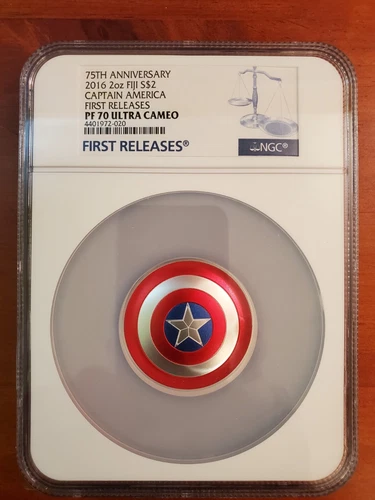 75TH ANNIVERSARY
2016 2oz FIJI S$2
CAPTAIN AMERICA
FIRST RELEASES
PF 70 ULTRA CAMEO
4401972-020
FIRST RELEASES®
NGC®